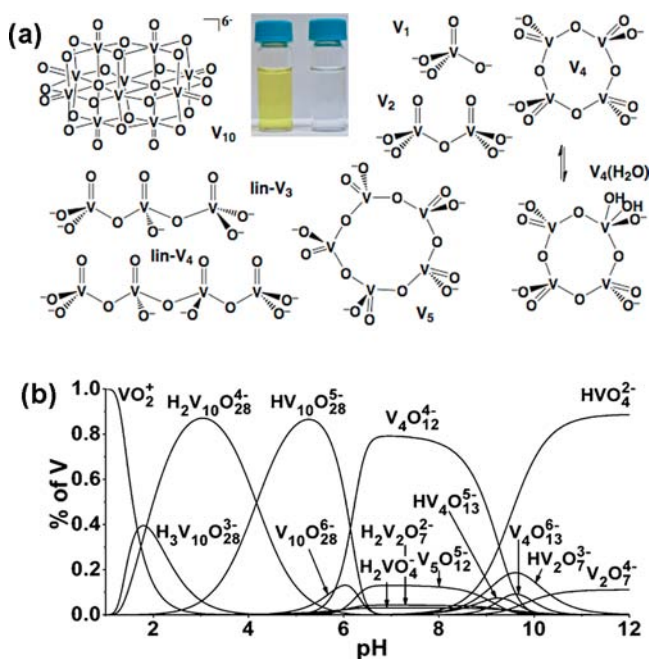 (a)
6-
V₁₀
V₁
V₂
V₄
V₄(H₂O)
OH
OH
lin-V₃
lin-V₄
V₅
(b)
VO₂⁺
H₂V₁₀O₂₈⁴⁻
HV₁₀O₂₈⁵⁻
V₄O₁₂⁴⁻
HVO₄²⁻
H₃V₁₀O₂₈³⁻
V₁₀O₂₈⁶⁻
H₂V₂O₇²⁻
H₂VO₄⁻
V₅O₁₂⁵⁻
HV₄O₁₃⁵⁻
V₄O₁₃⁶⁻
HV₂O₇³⁻
V₂O₇⁴⁻
% of V
1.0
0.8
0.6
0.4
0.2
0.0
2 4 6 8 10 12
pH